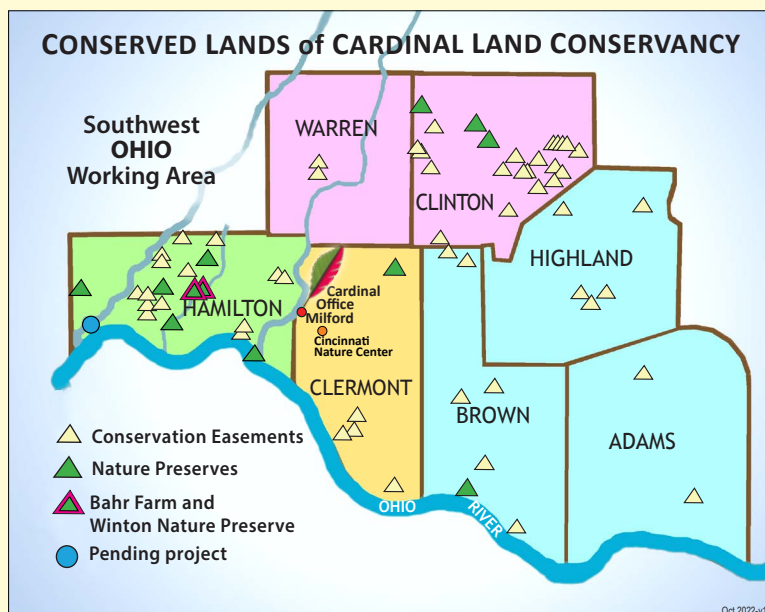 CONSERVED LANDS of CARDINAL LAND CONSERVANCY
Southwest
OHIO
Working Area
WARREN
CLINTON
HIGHLAND
HAMILTON
Cardinal
Office
Milford
Cincinnati
Nature Center
CLERMONT
BROWN
ADAMS
Conservation Easements
Nature Preserves
Bahr Farm and
Winton Nature Preserve
Pending project
OHIO
RIVER